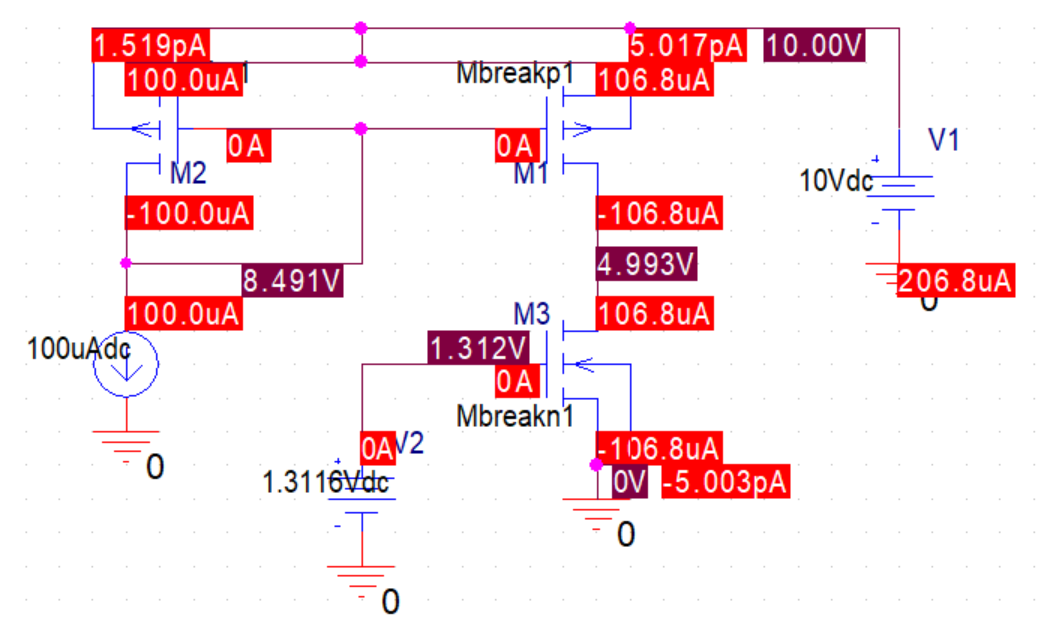 1.519pA
5.017pA
10.00V
100.0uA
1
Mbreakp1
106.8uA
V1
0A
0A
M2
M1
10Vdc
-100.0uA
-106.8uA
4.993V
8.491V
206.8uA
0
100.0uA
M3
106.8uA
100uAdc
1.312V
0A
Mbreakn1
0A
V2
-106.8uA
0
1.3116Vdc
0V
-5.003pA
0
0